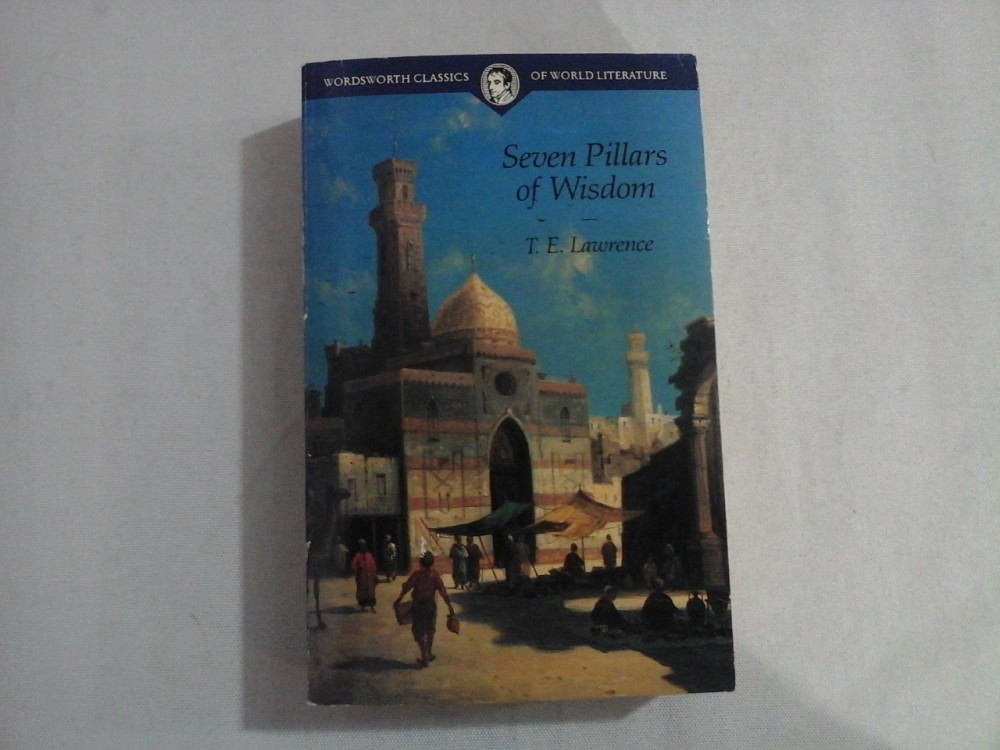 WORDSWORTH CLASSICS OF WORLD LITERATURE
Seven Pillars
of Wisdom
T. E. Lawrence